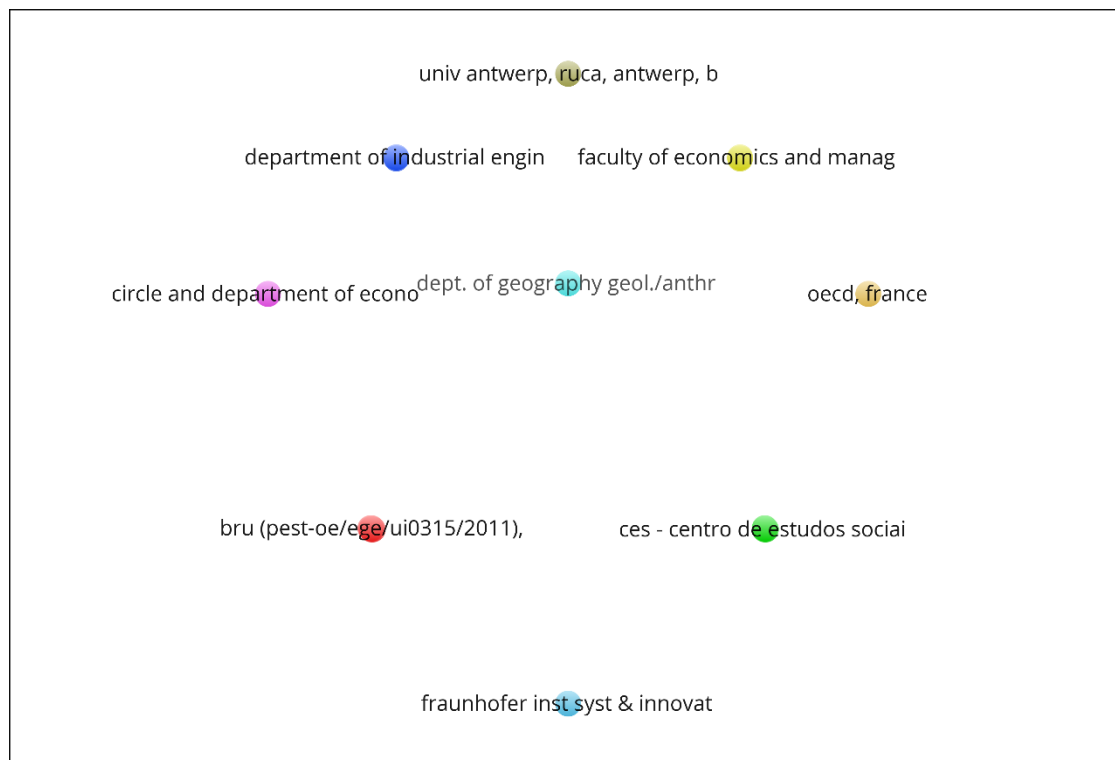 univ antwerp, ruca, antwerp, b
department of industrial engin
faculty of economics and manag
dept. of geography geol./anthr
circle and department of econo
oecd, france
bru (pest-oe/ege/ui0315/2011),
ces - centro de estudos sociai
fraunhofer inst syst & innovat